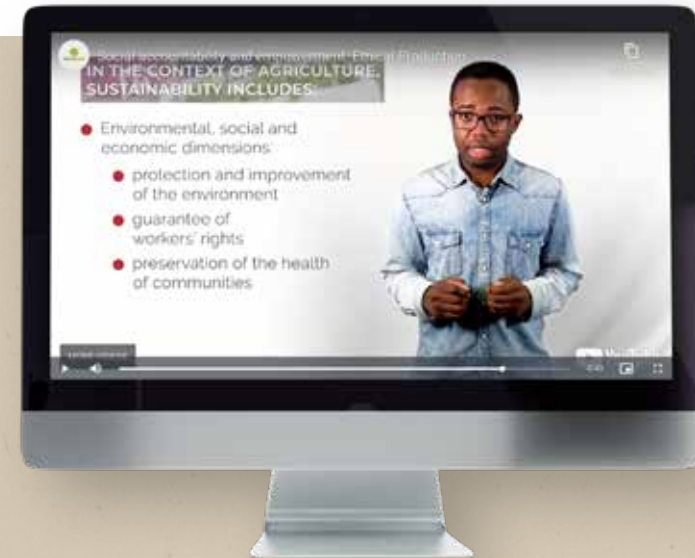 Social accountability and empowerment: Ethical Production
IN THE CONTEXT OF AGRICULTURE,
SUSTAINABILITY INCLUDES:
Environmental, social and
economic dimensions:
protection and improvement
of the environment
guarantee of
workers' rights
preservation of the health
of communities